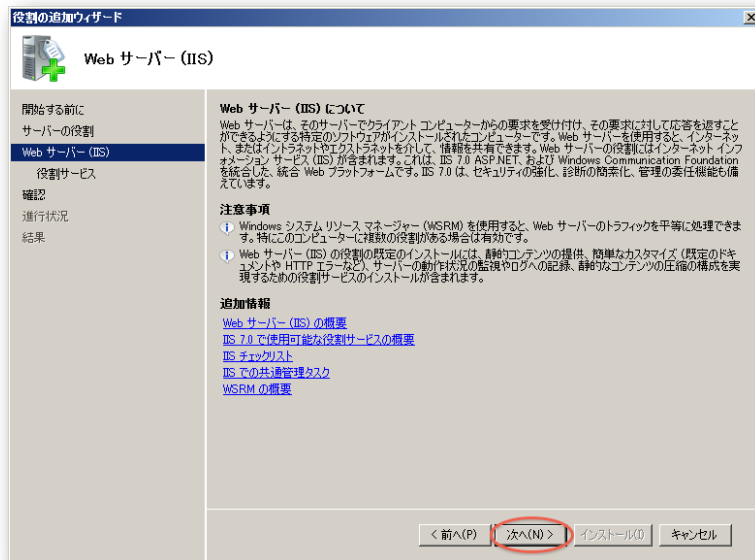 役割の追加ウィザード
Web サーバー (IIS)
開始する前に
サーバーの役割
Web サーバー (IIS)
役割サービス
確認
進行状況
結果
Web サーバー (IIS) について
Web サーバーは、そのサーバーでクライアント コンピューターからの要求を受け付け、その要求に対して応答を返すこと
ができるようにする特定のソフトウェアがインストールされたコンピューターです。Web サーバーを使用すると、インターネッ
ト、またはイントラネットやエクストラネットを介して、情報を共有できます。Web サーバーの役割にはインターネット インフ
ォメーション サービス (IIS) が含まれます。これは、IIS 7.0 ASP.NET、および Windows Communication Foundation
を統合した、統合 Web プラットフォームです。IIS 7.0 は、セキュリティの強化、診断の簡素化、管理の委任機能も備
えています。
注意事項
Windows システム リソース マネージャー (WSRM) を使用すると、Web サーバーのトラフィックを平等に処理できま
す。特にこのコンピューターに複数の役割がある場合は有効です。
Web サーバー (IIS) の役割の既定のインストールには、静的コンテンツの提供、簡単なカスタマイズ (既定のドキ
ュメントや HTTP エラーなど)、サーバーの動作状況の監視やログへの記録、静的なコンテンツの圧縮の構成を実
現するための役割サービスのインストールが含まれます。
追加情報
Web サーバー (IIS) の概要
IIS 7.0 で使用可能な役割サービスの概要
IIS チェックリスト
IIS での共通管理タスク
WSRM の概要
< 前へ(P) 次へ(N) > インストール(I) キャンセル